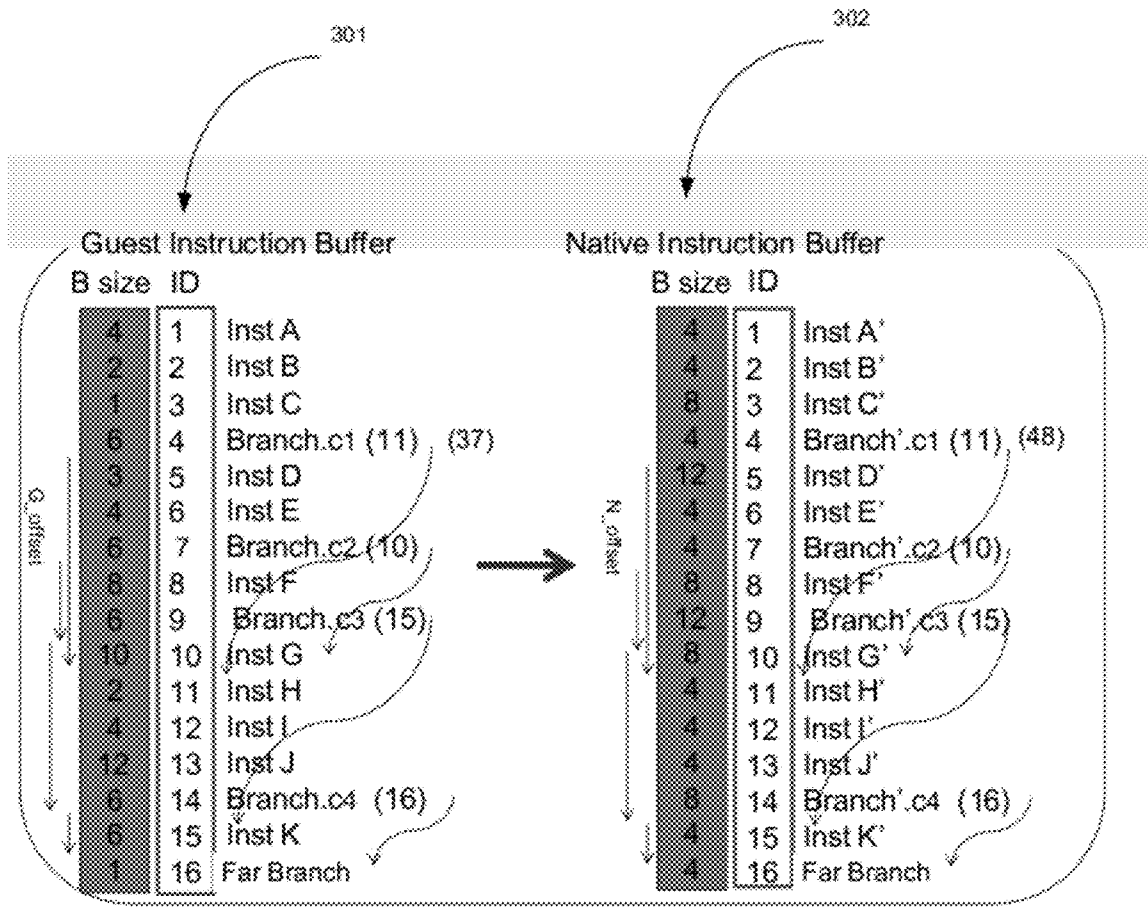 301
302
Guest Instruction Buffer
Native Instruction Buffer
B size ID
B size ID
4 1 Inst A
2 2 Inst B
1 3 Inst C
6 4 Branch.c1 (11) (37)
3 5 Inst D
4 6 Inst E
6 7 Branch.c2 (10)
8 8 Inst F
6 9 Branch.c3 (15)
10 10 Inst G
2 11 Inst H
4 12 Inst I
12 13 Inst J
6 14 Branch.c4 (16)
6 15 Inst K
1 16 Far Branch
G_offset
4 1 Inst A'
4 2 Inst B'
8 3 Inst C'
4 4 Branch'.c1 (11) (48)
12 5 Inst D'
4 6 Inst E'
4 7 Branch'.c2 (10)
8 8 Inst F'
12 9 Branch'.c3 (15)
8 10 Inst G'
4 11 Inst H'
4 12 Inst I'
4 13 Inst J'
8 14 Branch'.c4 (16)
4 15 Inst K'
4 16 Far Branch
N_offset